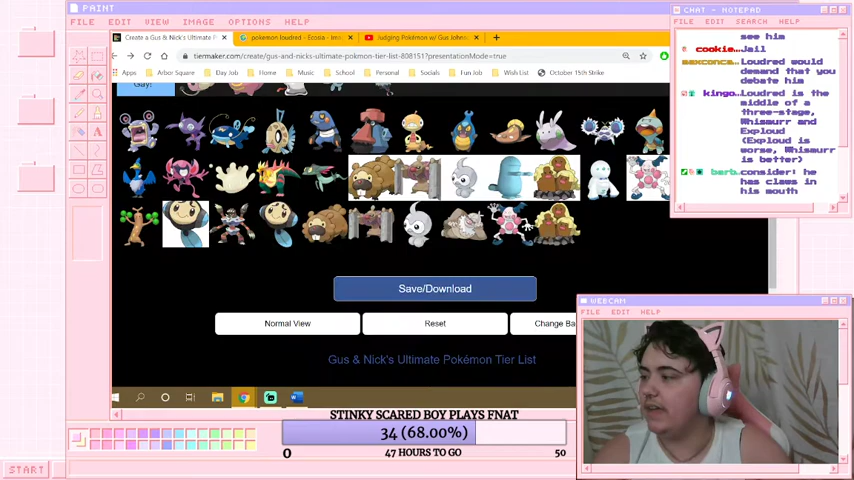 PAINT
FILE EDIT VIEW IMAGE OPTIONS HELP
Create a Gus & Nick's Ultimate P
pokemon loudred - Ecosia - Im
Judging Pokémon w/ Gus Johns
tiermaker.com/create/gus-and-nicks-ultimate-pokmon-tier-list-808151?presentationMode=true
Apps Arbor Square Day Job Home Music School Social Fun Job Wish List October 15th Strike
Gay!
Save/Download
Normal View
Reset
Change Ba
Gus & Nick's Ultimate Pokémon Tier List
STINKY SCARED BOY PLAYS FNAT
34 (68.00%)
0
47 HOURS TO GO
50
START
CHAT - NOTEPAD
FILE EDIT SEARCH HELP
see him
cookie... Jail
maxconca... Loudred would
demand that you
debate him
kingo... Loudred is the
middle of a
three-stage,
Whismurr and
Exploud
(Exploud is
worse, Whismurr
is better)
barb... consider: he
has claws in
his mouth
WEBCAM
FILE EDIT HELP